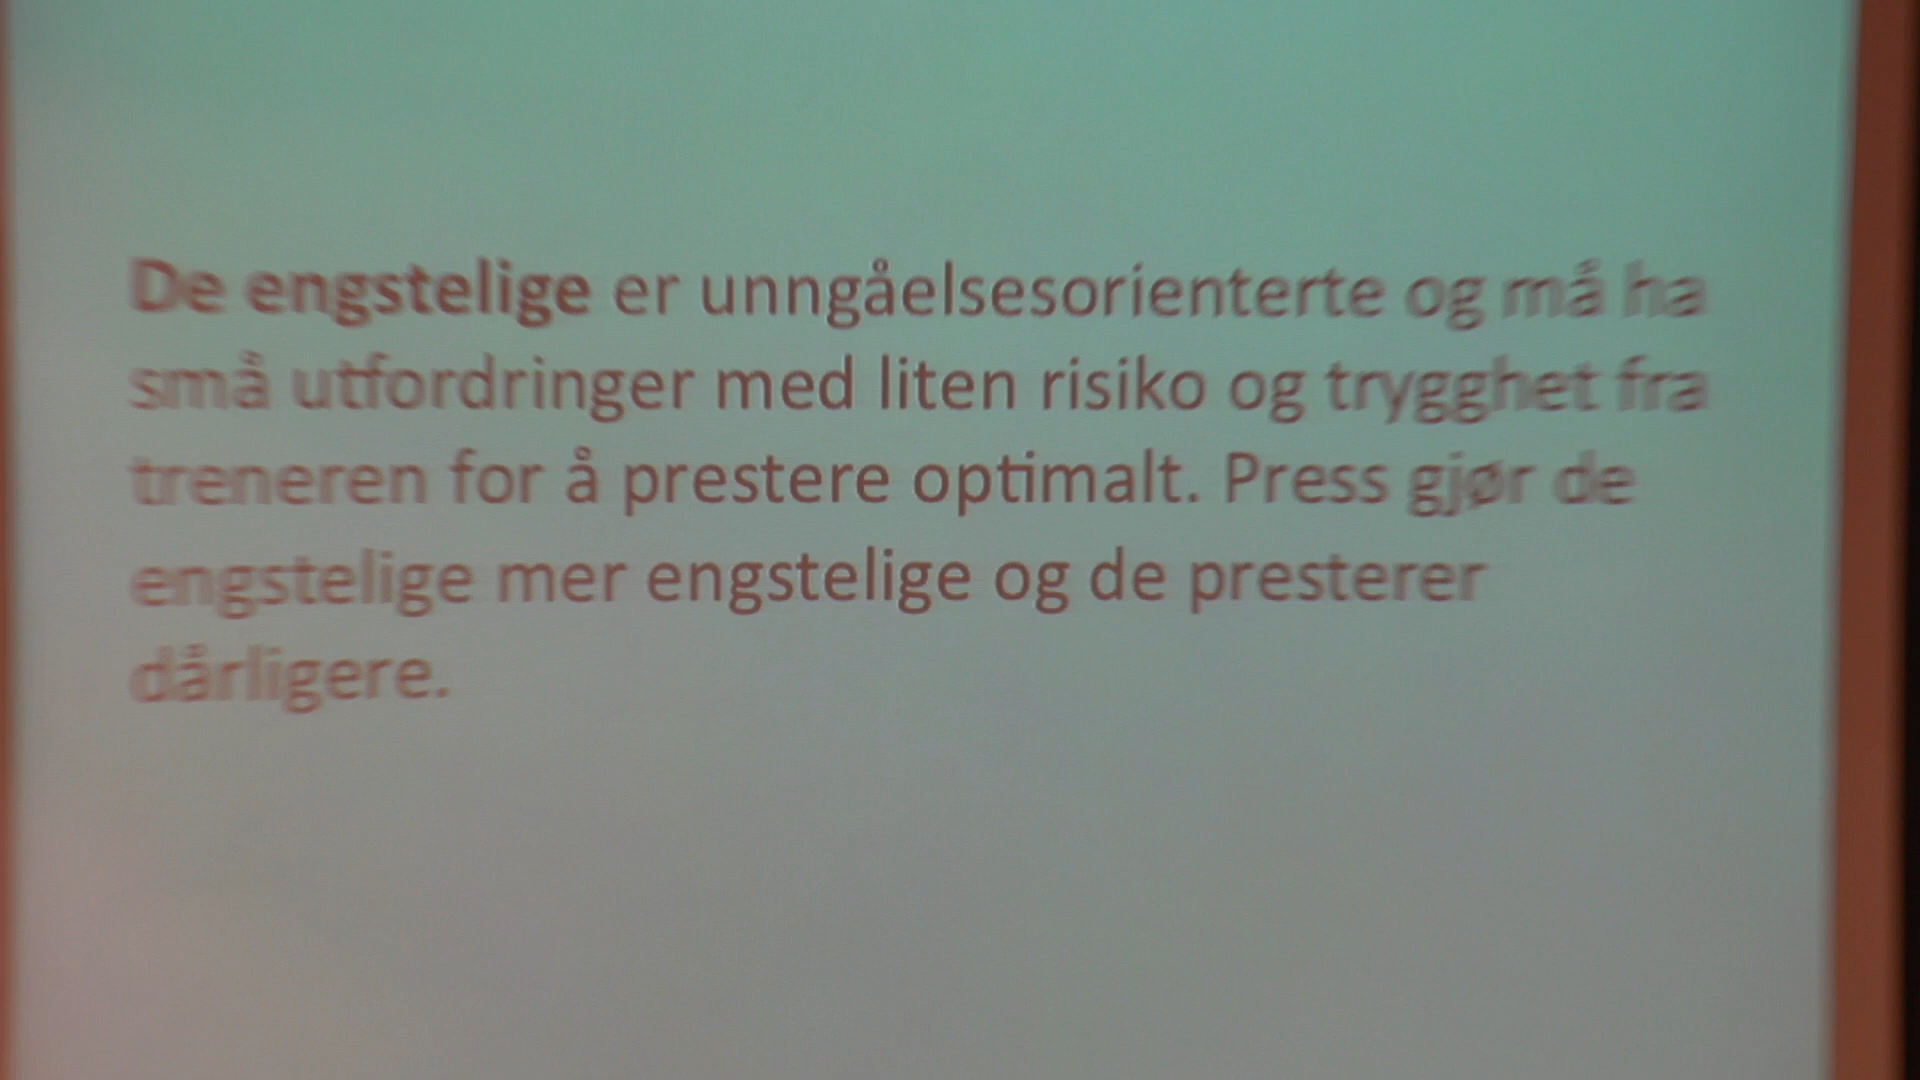 De engstelige er unngåelsesorienterte og må ha
små utfordringer med liten risiko og trygghet fra
treneren for å prestere optimalt. Press gjør de
engstelige mer engstelige og de presterer
dårligere.